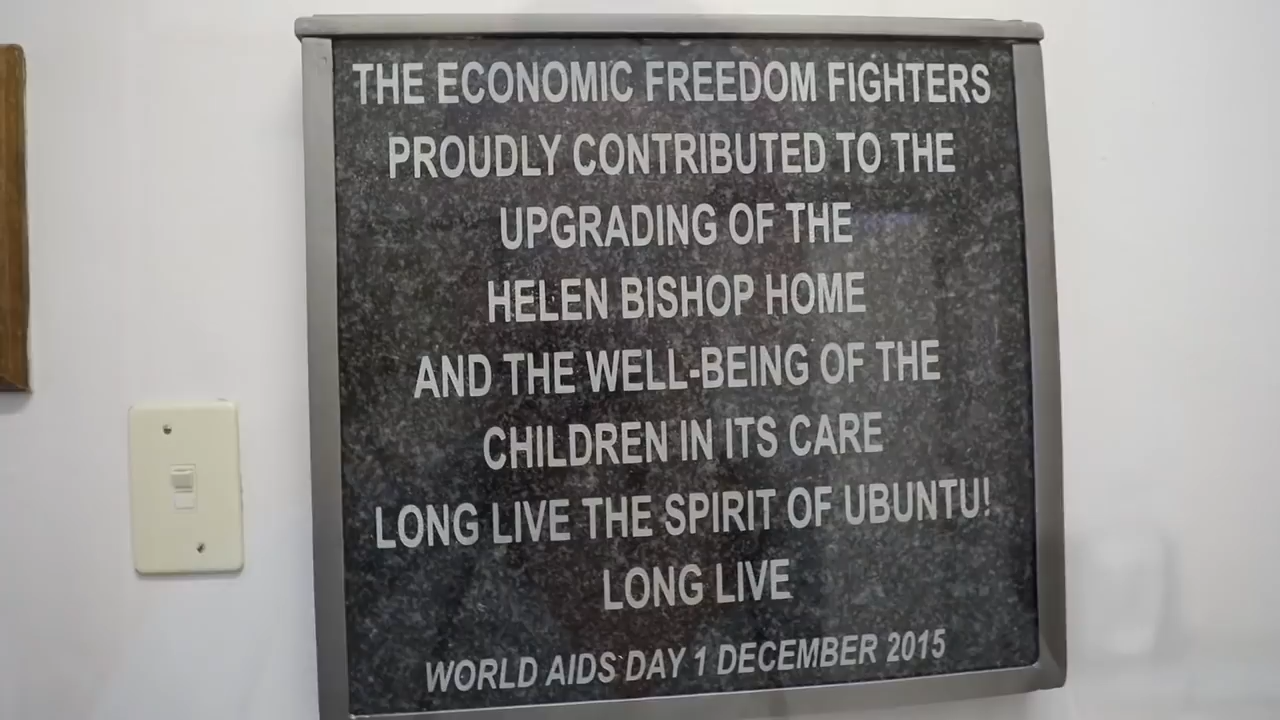 THE ECONOMIC FREEDOM FIGHTERS
PROUDLY CONTRIBUTED TO THE
UPGRADING OF THE
HELEN BISHOP HOME
AND THE WELL-BEING OF THE
CHILDREN IN ITS CARE
LONG LIVE THE SPIRIT OF UBUNTU!
LONG LIVE
WORLD AIDS DAY 1 DECEMBER 2015